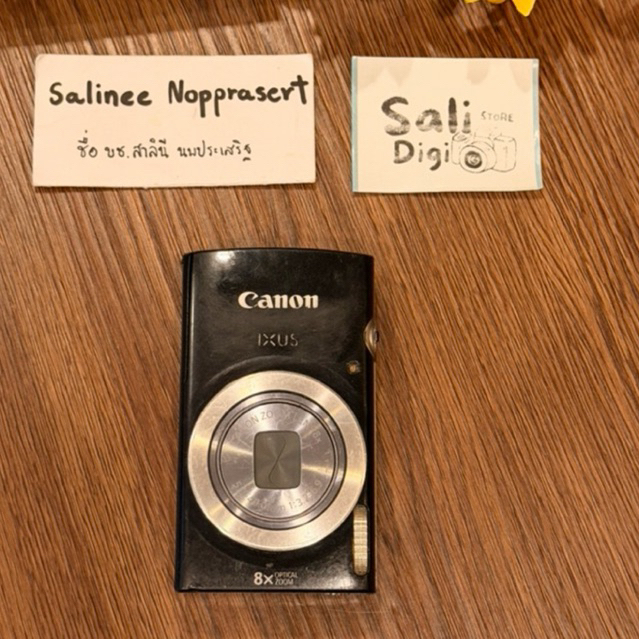 Salinee Nopprasert
ชื่อ บช. สาลินี นบประเสริฐ
Sali STORE
Digi
Canon
IXUS
8x OPTICAL ZOOM